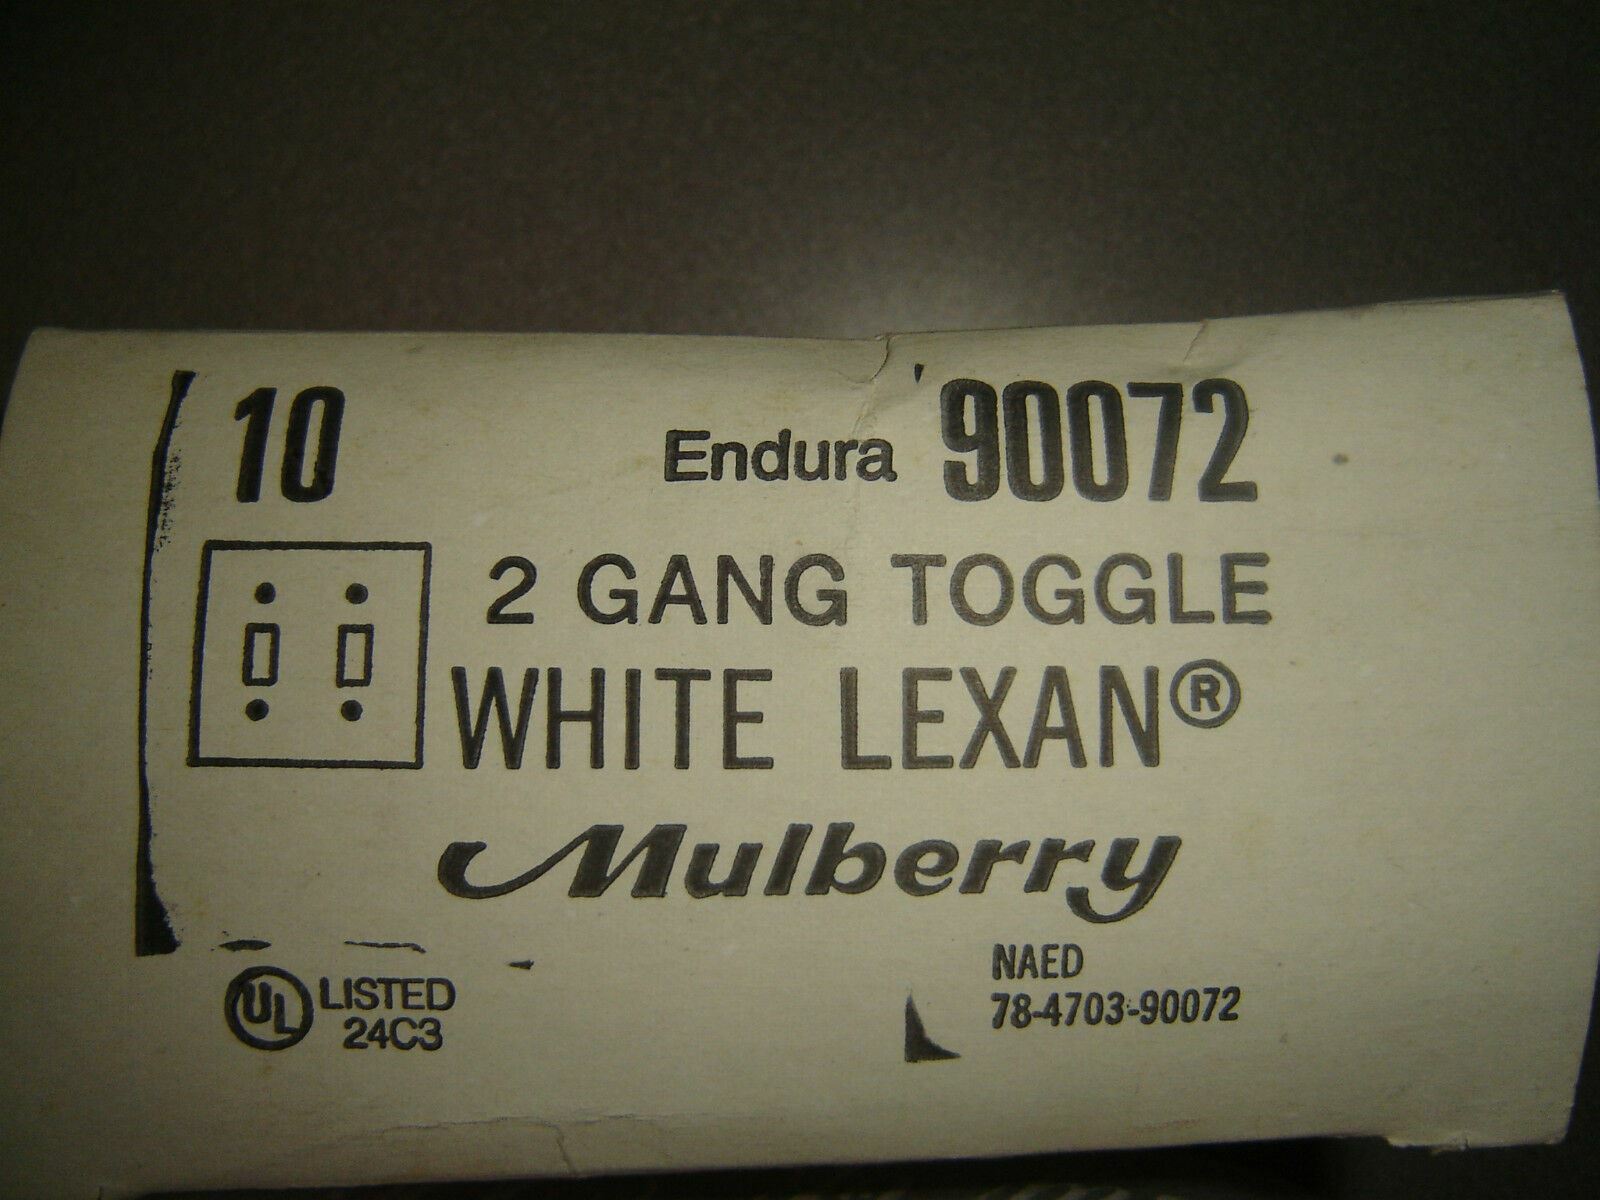 10 Endura 90072
2 GANG TOGGLE
WHITE LEXAN®
Mulberry
UL LISTED
24C3
NAED
78-4703-90072